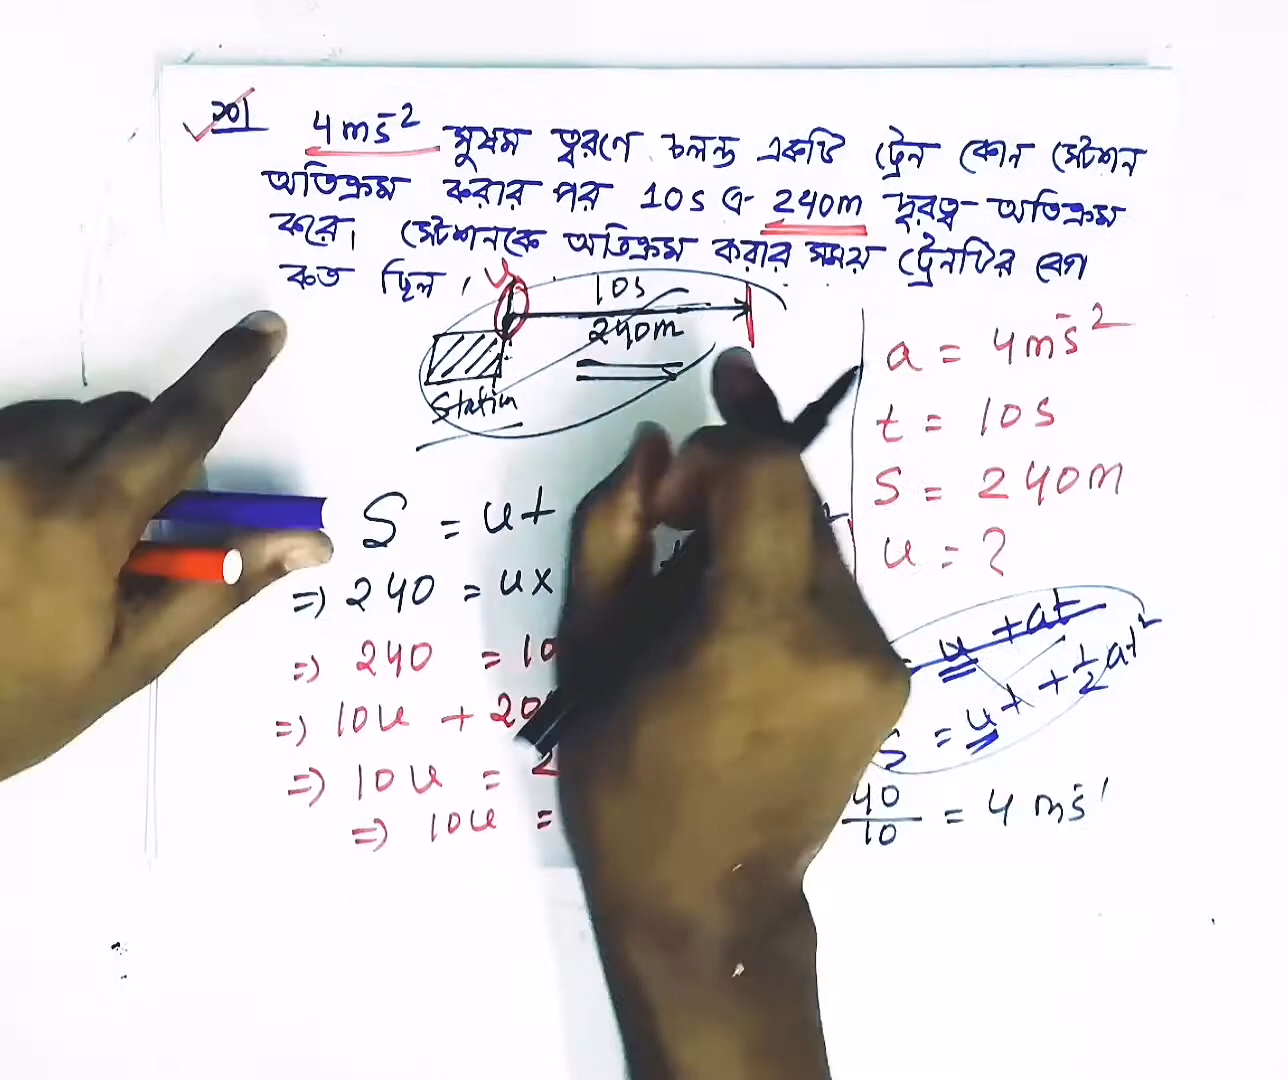 ১০।
4ms⁻² সুষম ত্বরণে চলন্ত একটি ট্রেন কোন স্টেশন
অতিক্রম করার পর 10s এ 240m দূরত্ব অতিক্রম
করে। স্টেশনকে অতিক্রম করার সময় ট্রেনটির বেগ
কত ছিল।
10s
240m
Station
a = 4ms⁻²
t = 10s
S = 240m
u = ?
S = ut
⇒ 240 = u×
⇒ 240 = 10
⇒ 10u + 20
⇒ 10u = 2
⇒ 10u =
= u + at
S = ut + ½at²
40/10 = 4 ms⁻¹